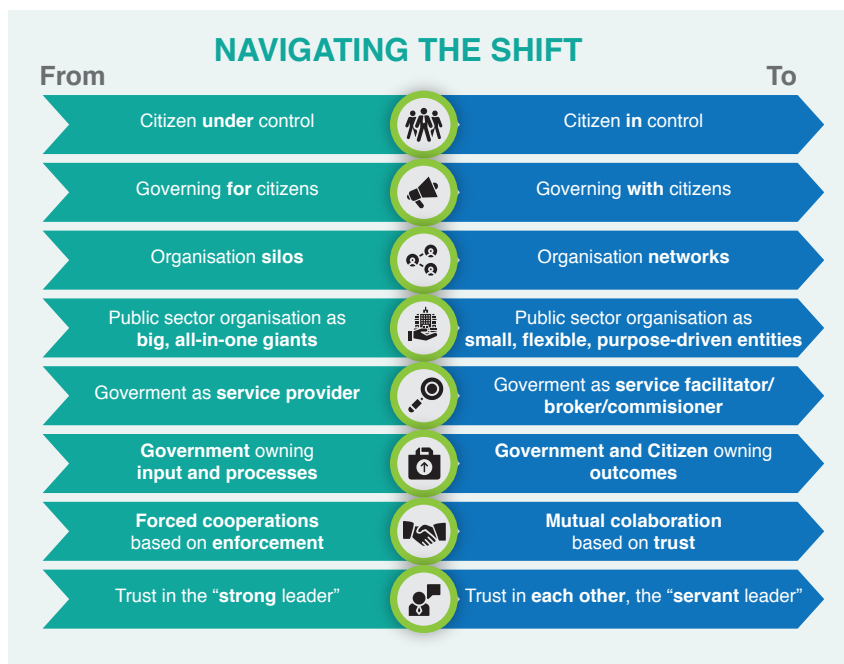 NAVIGATING THE SHIFT
From
To
Citizen under control
Citizen in control
Governing for citizens
Governing with citizens
Organisation silos
Organisation networks
Public sector organisation as
big, all-in-one giants
Public sector organisation as
small, flexible, purpose-driven entities
Goverment as service provider
Goverment as service facilitator/
broker/commisioner
Government owning
input and processes
Government and Citizen owning
outcomes
Forced cooperations
based on enforcement
Mutual colaboration
based on trust
Trust in the “strong leader”
Trust in each other, the “servant leader”